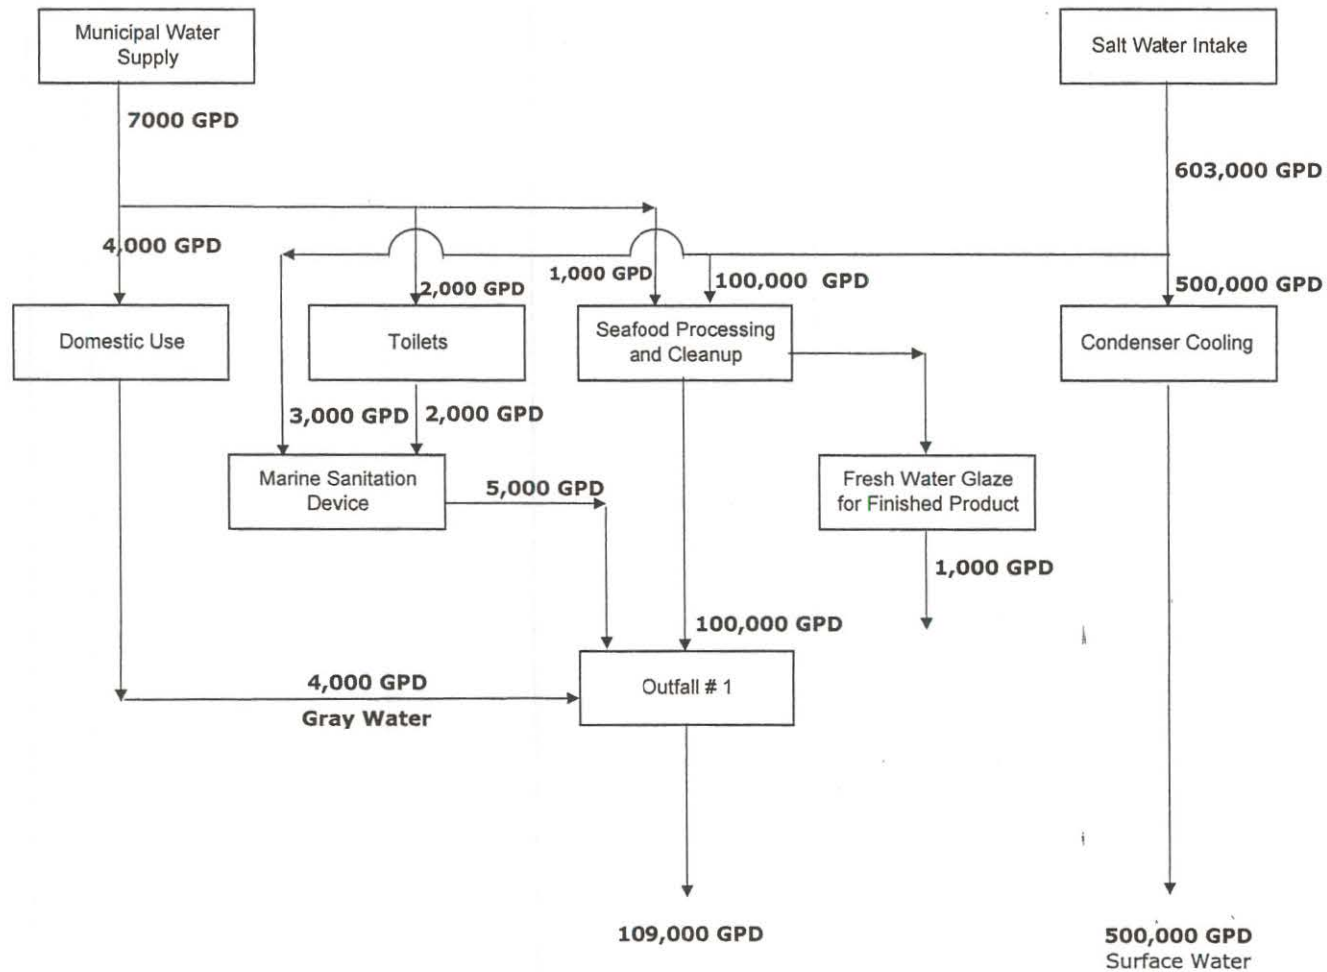 Municipal Water
Supply
Salt Water Intake
7000 GPD
603,000 GPD
4,000 GPD
2,000 GPD
1,000 GPD
100,000 GPD
500,000 GPD
Domestic Use
Toilets
Seafood Processing
and Cleanup
Condenser Cooling
3,000 GPD
2,000 GPD
Marine Sanitation
Device
5,000 GPD
Fresh Water Glaze
for Finished Product
1,000 GPD
100,000 GPD
4,000 GPD
Gray Water
Outfall # 1
109,000 GPD
500,000 GPD
Surface Water